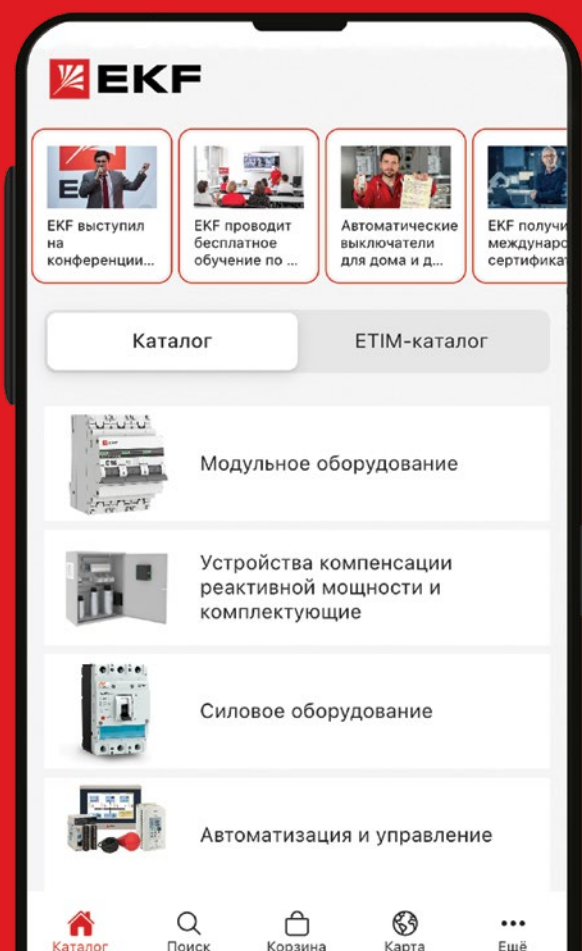 EKF
EKF выступил
на
конференции...
EKF проводит
бесплатное
обучение по ...
Автоматические
выключатели
для дома и д...
EKF получи
междунаро
сертифика
Каталог
ETIM-каталог
Модульное оборудование
Устройства компенсации
реактивной мощности и
комплектующие
Силовое оборудование
Автоматизация и управление
Каталог
Поиск
Корзина
Карта
Ещё